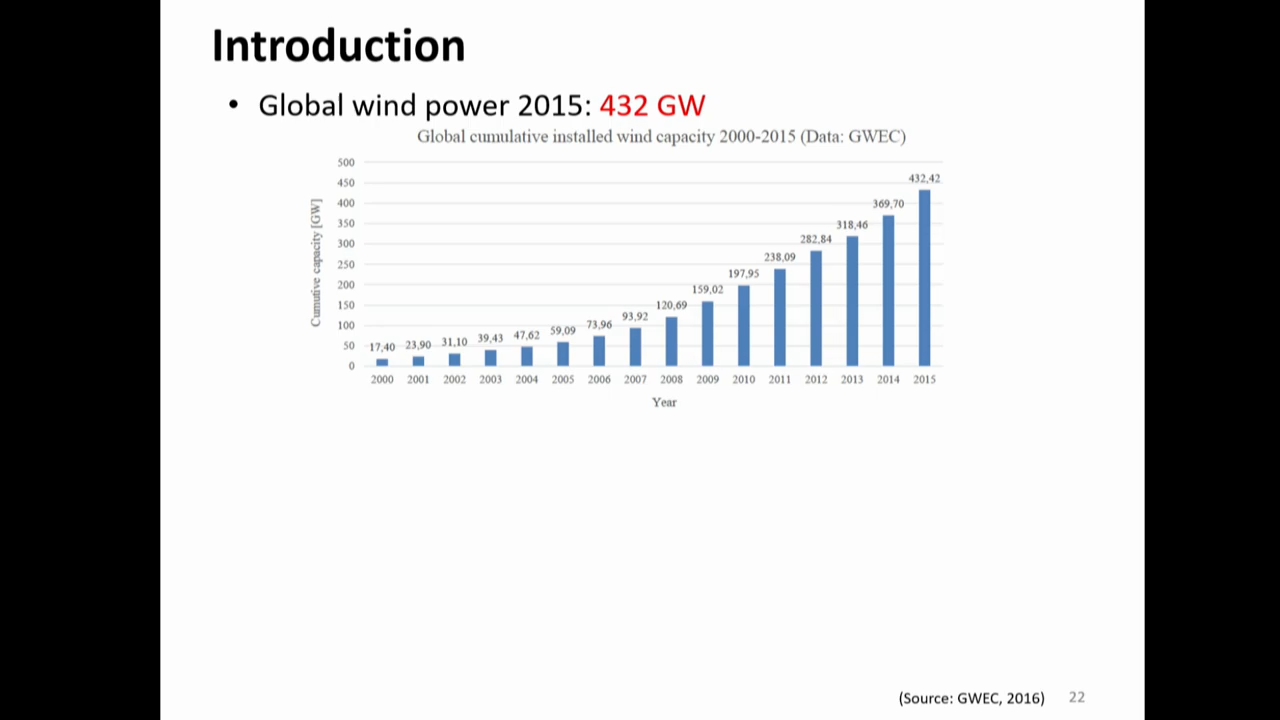 Introduction
• Global wind power 2015: 432 GW
Global cumulative installed wind capacity 2000-2015 (Data: GWEC)
Cumutive capacity [GW]
500
450
400
350
300
250
200
150
100
50
0
17,40 23,90 31,10 39,43 47,62 59,09 73,96 93,92 120,69 159,02 197,95 238,09 282,84 318,46 369,70 432,42
2000 2001 2002 2003 2004 2005 2006 2007 2008 2009 2010 2011 2012 2013 2014 2015
Year
(Source: GWEC, 2016) 22